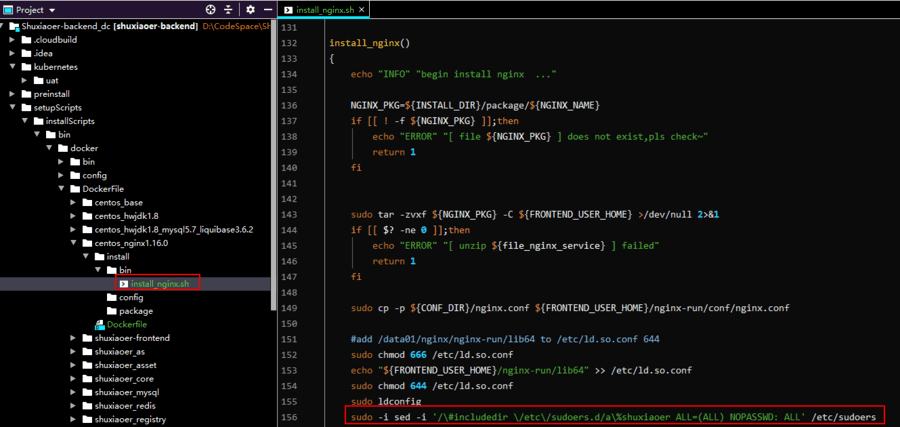 Project
Shuxiaoer-backend_dc [shuxiaoer-backend] D:\CodeSpace\Sh
.cloudbuild
.idea
kubernetes
uat
preinstall
setupScripts
installScripts
bin
docker
bin
config
DockerFile
centos_base
centos_hwjdk1.8
centos_hwjdk1.8_mysql5.7_liquibase3.6.2
centos_nginx1.16.0
install
bin
install_nginx.sh
config
package
Dockerfile
shuxiaoer-frontend
shuxiaoer_as
shuxiaoer_asset
shuxiaoer_core
shuxiaoer_mysql
shuxiaoer_redis
shuxiaoer_registry
install_nginx.sh
131
132 install_nginx()
133 {
134 echo "INFO" "begin install nginx ..."
135
136 NGINX_PKG=${INSTALL_DIR}/package/${NGINX_NAME}
137 if [[ ! -f ${NGINX_PKG} ]];then
138 echo "ERROR" "[ file ${NGINX_PKG} ] does not exist,pls check~"
139 return 1
140 fi
141
142
143 sudo tar -zvxf ${NGINX_PKG} -C ${FRONTEND_USER_HOME} >/dev/null 2>&1
144 if [[ $? -ne 0 ]];then
145 echo "ERROR" "[ unzip ${file_nginx_service} ] failed"
146 return 1
147 fi
148
149 sudo cp -p ${CONF_DIR}/nginx.conf ${FRONTEND_USER_HOME}/nginx-run/conf/nginx.conf
150
151 #add /data01/nginx/nginx-run/lib64 to /etc/ld.so.conf 644
152 sudo chmod 666 /etc/ld.so.conf
153 echo "${FRONTEND_USER_HOME}/nginx-run/lib64" >> /etc/ld.so.conf
154 sudo chmod 644 /etc/ld.so.conf
155 sudo ldconfig
156 sudo -i sed -i '/\#includedir \/etc\/sudoers.d/a\%shuxiaoer ALL=(ALL) NOPASSWD: ALL' /etc/sudoers